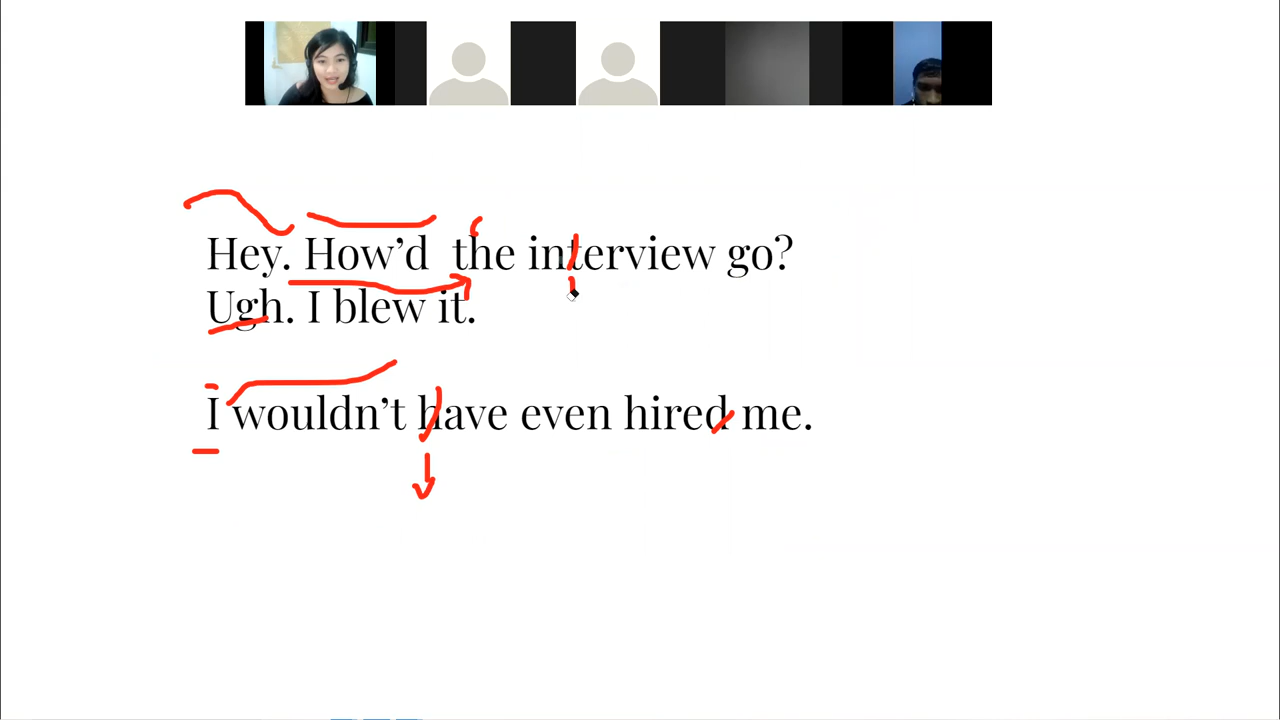 Hey. How’d the interview go?
Ugh. I blew it.
I wouldn’t have even hired me.